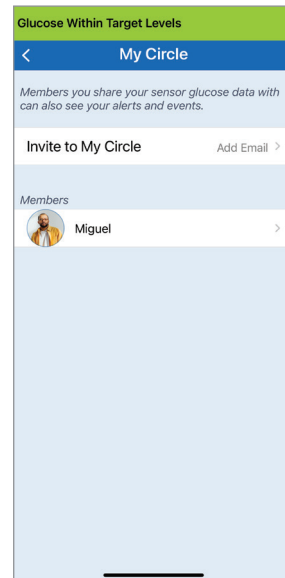 Glucose Within Target Levels
My Circle
Members you share your sensor glucose data with
can also see your alerts and events.
Invite to My Circle Add Email
Members
Miguel